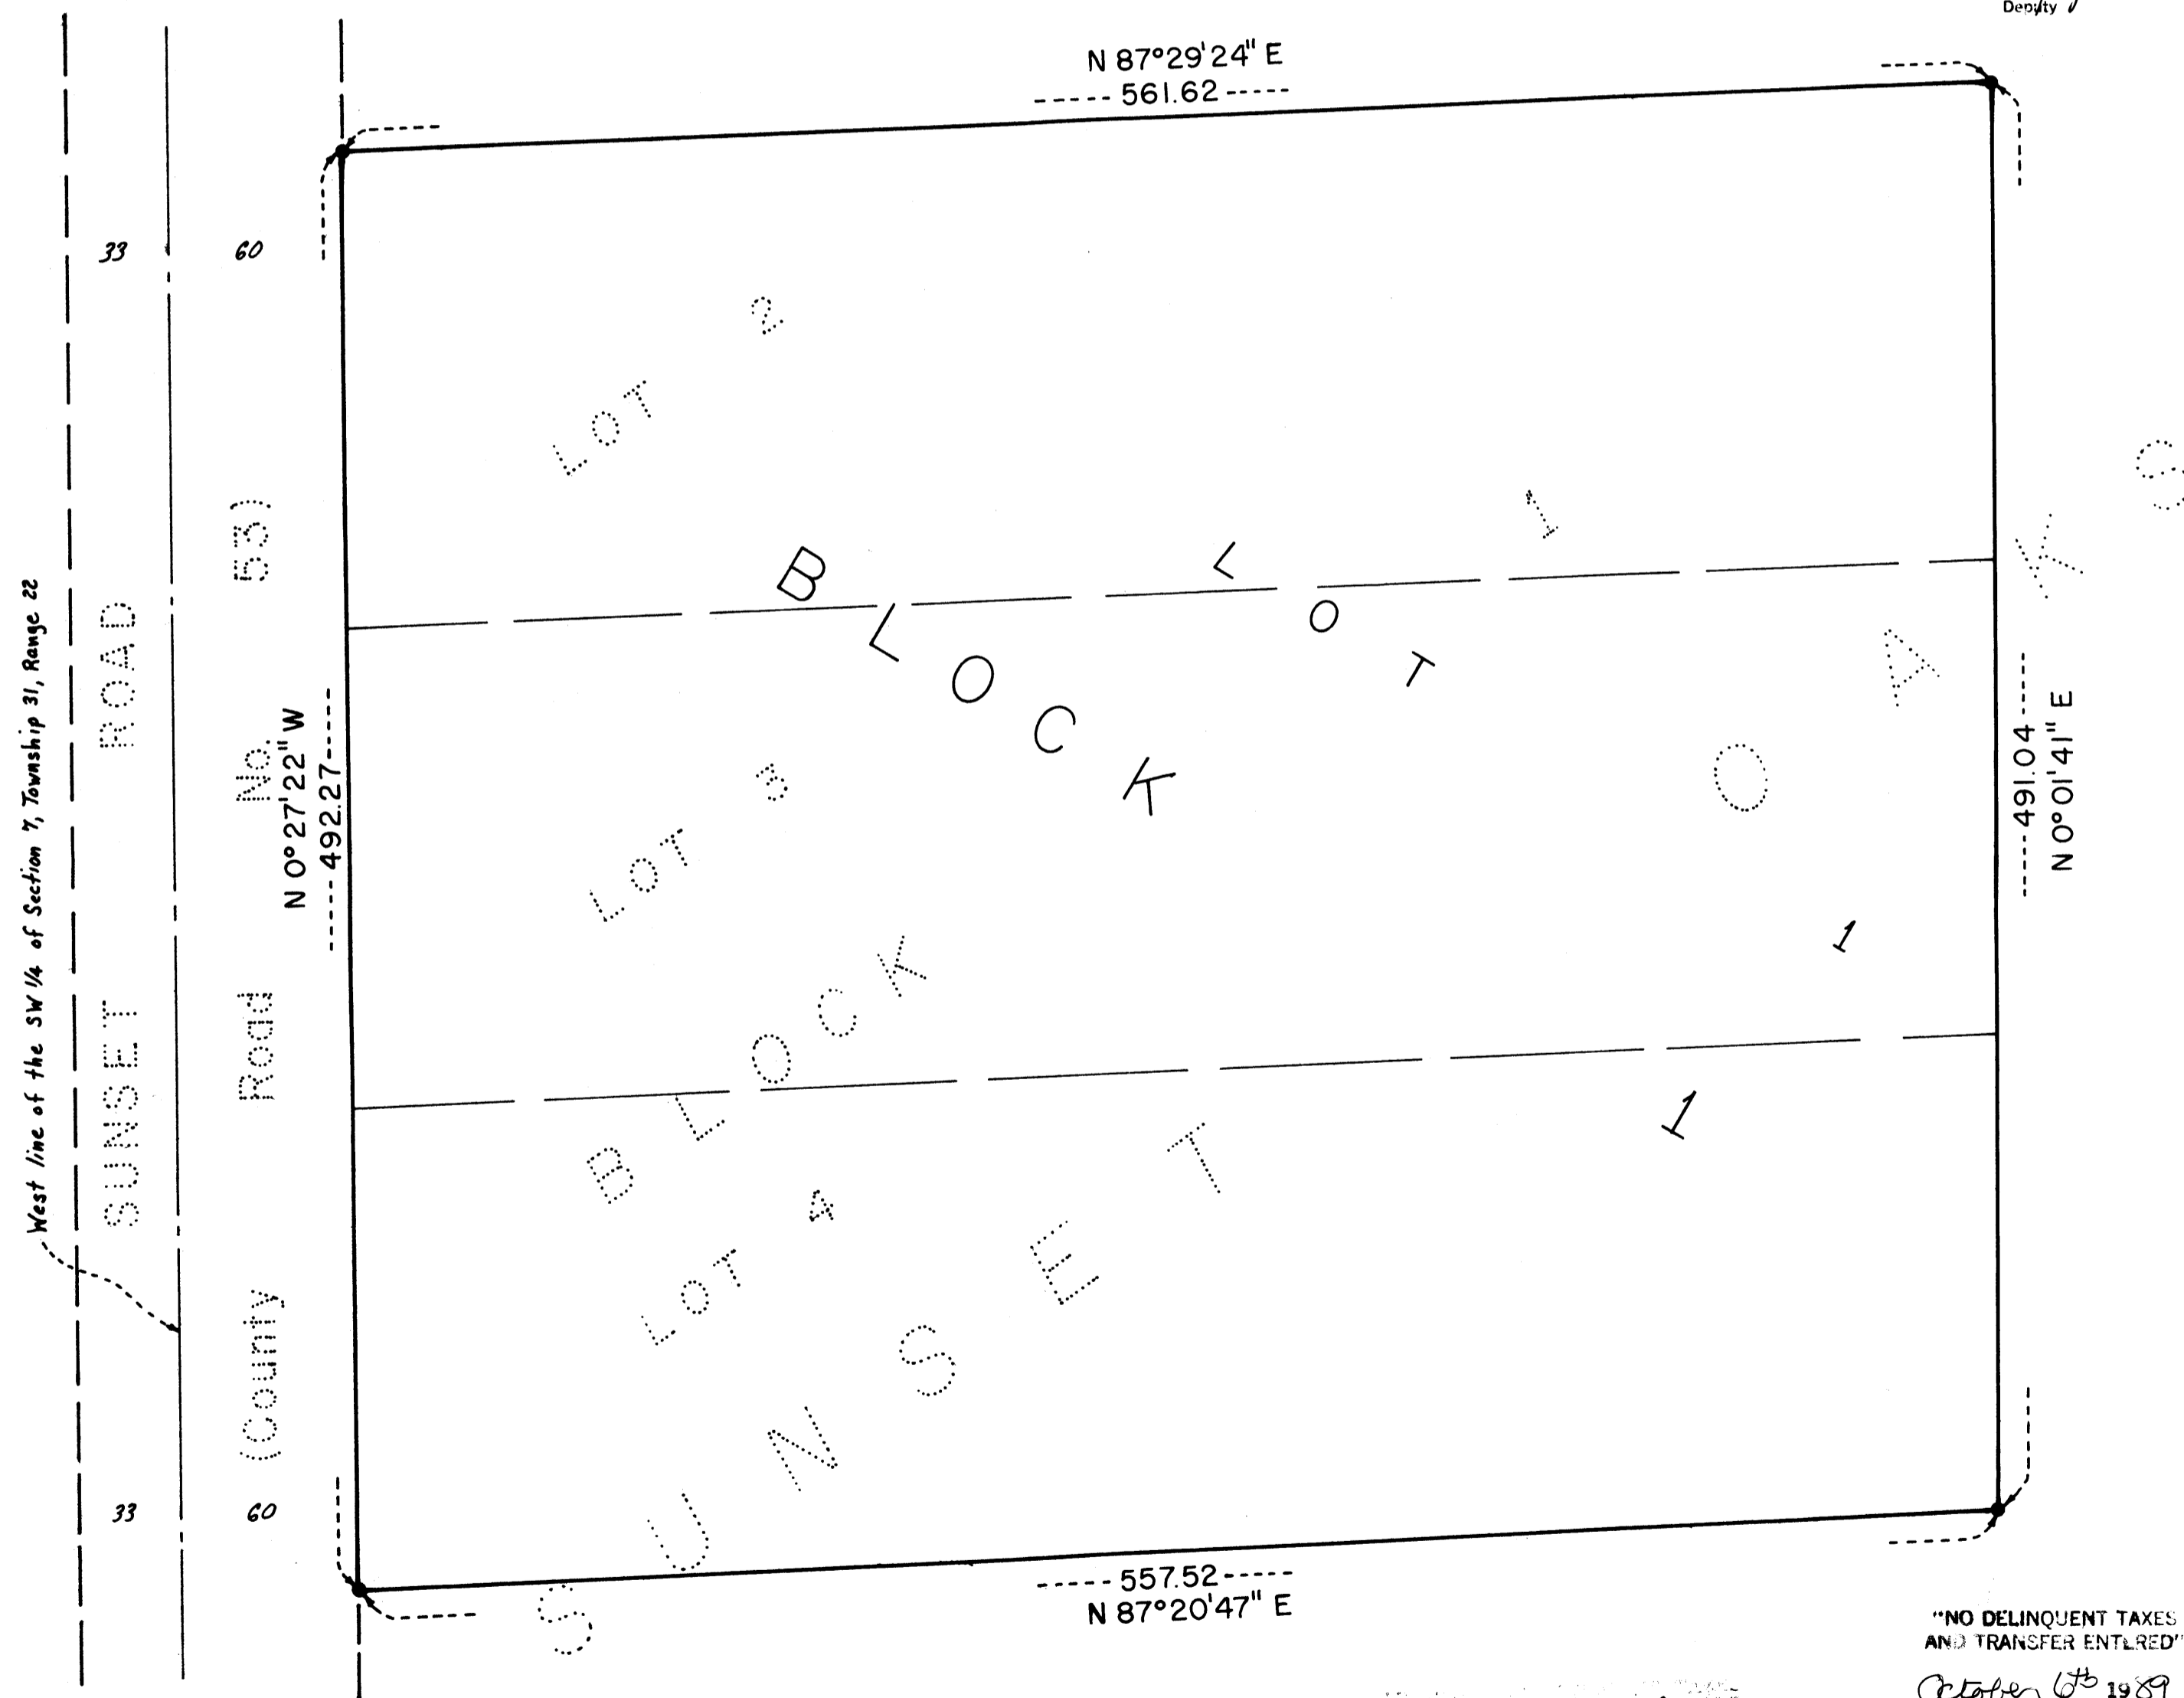 Deputy
N 87°29'24" E
----- 561.62 -----
33
60
LOT 2
West line of the SW 1/4 of Section 7, Township 31, Range 22
SUNSET ROAD
(County Road No. 53)
N 0°27'22" W
----- 492.27 -----
BLOCK 1
LOT 1
LOT 3
BLOCK 1
SUNSET OAKS
----- 491.04 -----
N 0°01'41" E
LOT 4
33
60
----- 557.52 -----
N 87°20'47" E
"NO DELINQUENT TAXES
AND TRANSFER ENTERED"
October 6th 1989